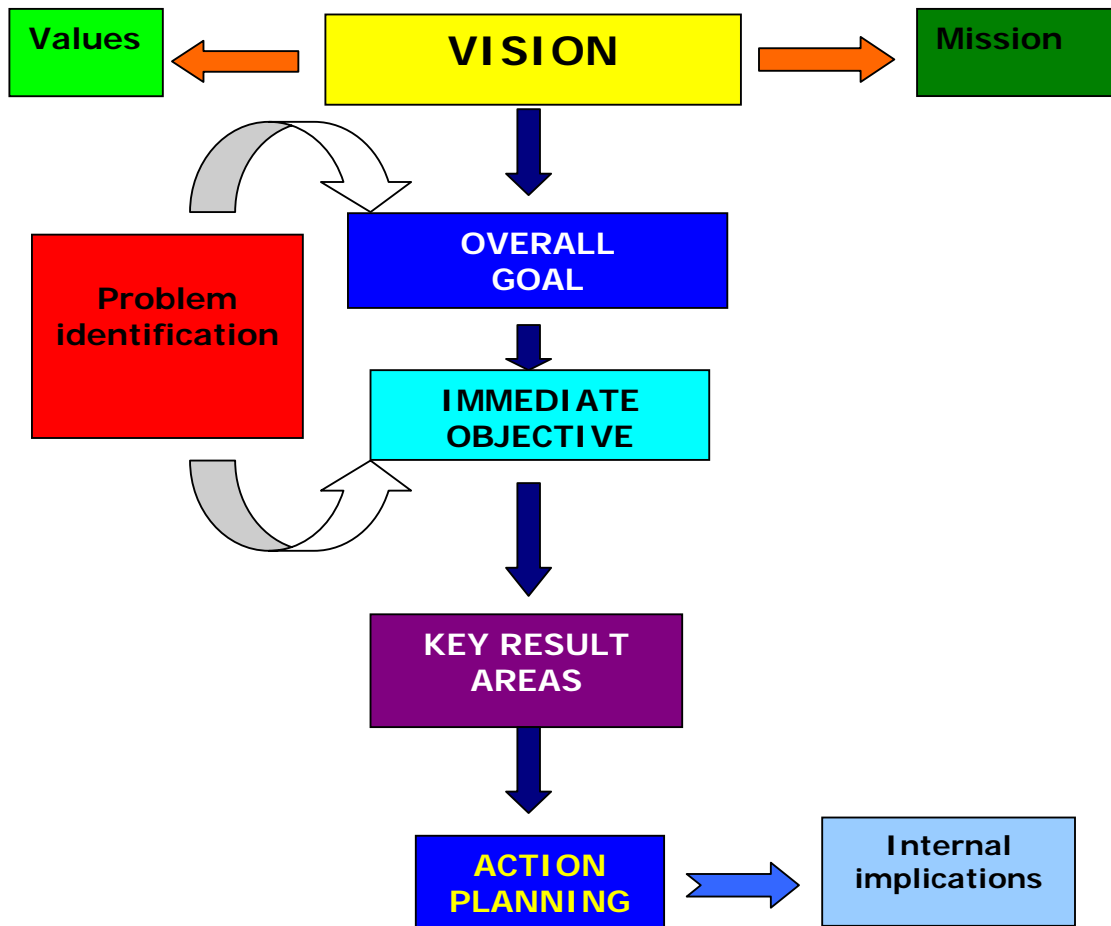 Values
VISION
Mission
OVERALL
GOAL
Problem
identification
IMMEDIATE
OBJECTIVE
KEY RESULT
AREAS
ACTION
PLANNING
Internal
implications